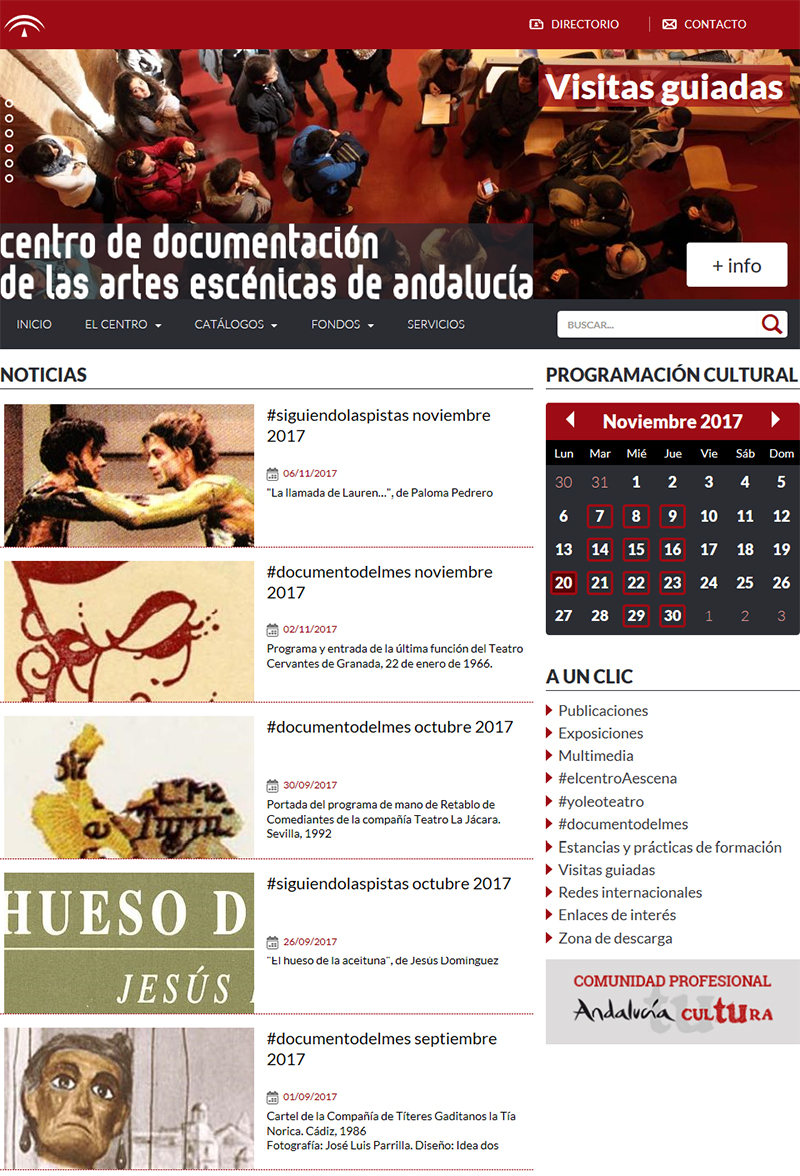 DIRECTORIO
CONTACTO
Visitas guiadas
centro de documentación
de las artes escénicas de andalucía
+ info
INICIO
EL CENTRO
CATÁLOGOS
FONDOS
SERVICIOS
BUSCAR...
NOTICIAS
#siguiendolaspistas noviembre
2017
06/11/2017
"La llamada de Lauren...", de Paloma Pedrero
#documentodelmes noviembre
2017
02/11/2017
Programa y entrada de la última función del Teatro
Cervantes de Granada, 22 de enero de 1966.
#documentodelmes octubre 2017
30/09/2017
Portada del programa de mano de Retablo de
Comediantes de la compañía Teatro La Jácara.
Sevilla, 1992
HUESO D
JESÚS
#siguiendolaspistas octubre 2017
26/09/2017
"El hueso de la aceituna", de Jesús Domínguez
#documentodelmes septiembre
2017
01/09/2017
Cartel de la Compañía de Títeres Gaditanos la Tía
Norica. Cádiz, 1986
Fotografía: José Luis Parrilla. Diseño: Idea dos
PROGRAMACIÓN CULTURAL
Noviembre 2017
Lun Mar Mié Jue Vie Sáb Dom
30 31 1 2 3 4 5
6 7 8 9 10 11 12
13 14 15 16 17 18 19
20 21 22 23 24 25 26
27 28 29 30 1 2 3
A UN CLIC
Publicaciones
Exposiciones
Multimedia
#elcentroAescena
#yoleoteatro
#documentodelmes
Estancias y prácticas de formación
Visitas guiadas
Redes internacionales
Enlaces de interés
Zona de descarga
COMUNIDAD PROFESIONAL
Andalucía CULTURA